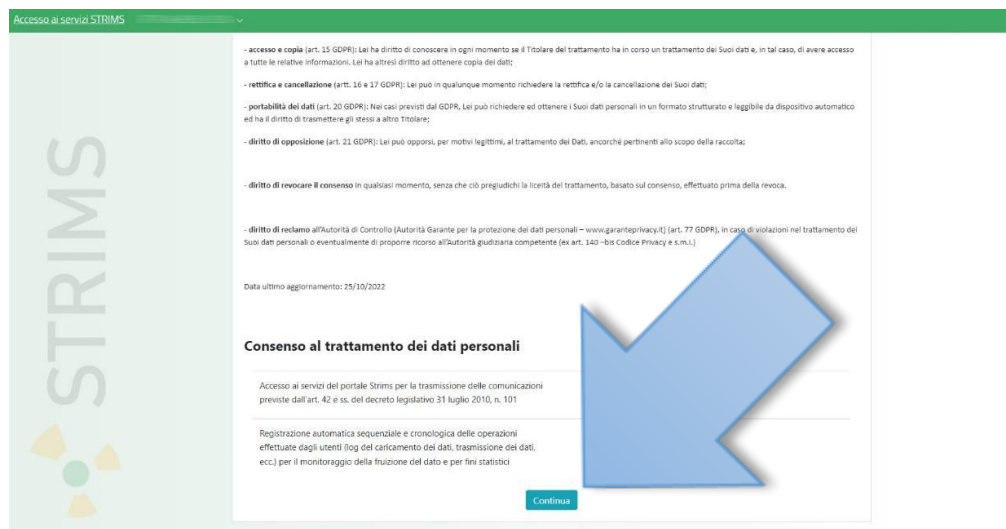 Accesso ai servizi STRIMS
- accesso e copia (art. 15 GDPR): Lei ha diritto di conoscere in ogni momento se il Titolare del trattamento ha in corso un trattamento dei Suoi dati e, in tal caso, di avere accesso
a tutte le relative informazioni. Lei ha altresì diritto ad ottenere copia dei dati;
- rettifica e cancellazione (artt. 16 e 17 GDPR): Lei può in qualunque momento richiedere la rettifica e/o la cancellazione dei Suoi dati;
- portabilità dei dati (art. 20 GDPR): Nei casi previsti dal GDPR, Lei può richiedere ed ottenere i Suoi dati personali in un formato strutturato e leggibile da dispositivo automatico
ed ha il diritto di trasmettere gli stessi a altro Titolare;
- diritto di opposizione (art. 21 GDPR): Lei può opporsi, per motivi legittimi, al trattamento dei Dati, ancorché pertinenti allo scopo della raccolta;
- diritto di revocare il consenso in qualsiasi momento, senza che ciò pregiudichi la liceità del trattamento, basato sul consenso, effettuato prima della revoca.
- diritto di reclamo all'Autorità di Controllo (Autorità Garante per la protezione dei dati personali – www.garanteprivacy.it) (art. 77 GDPR), in caso di violazioni nel trattamento dei
Suoi dati personali o eventualmente di proporre ricorso all'Autorità giudiziaria competente (ex art. 140 –bis Codice Privacy e s.m.i.)
Data ultimo aggiornamento: 25/10/2022
Consenso al trattamento dei dati personali
Accesso ai servizi del portale Strims per la trasmissione delle comunicazioni
previste dall'art. 42 e ss. del decreto legislativo 31 luglio 2010, n. 101
Registrazione automatica sequenziale e cronologica delle operazioni
effettuate dagli utenti (log del caricamento dei dati, trasmissione dei dati,
ecc.) per il monitoraggio della fruizione del dato e per fini statistici
Continua
STRIMS